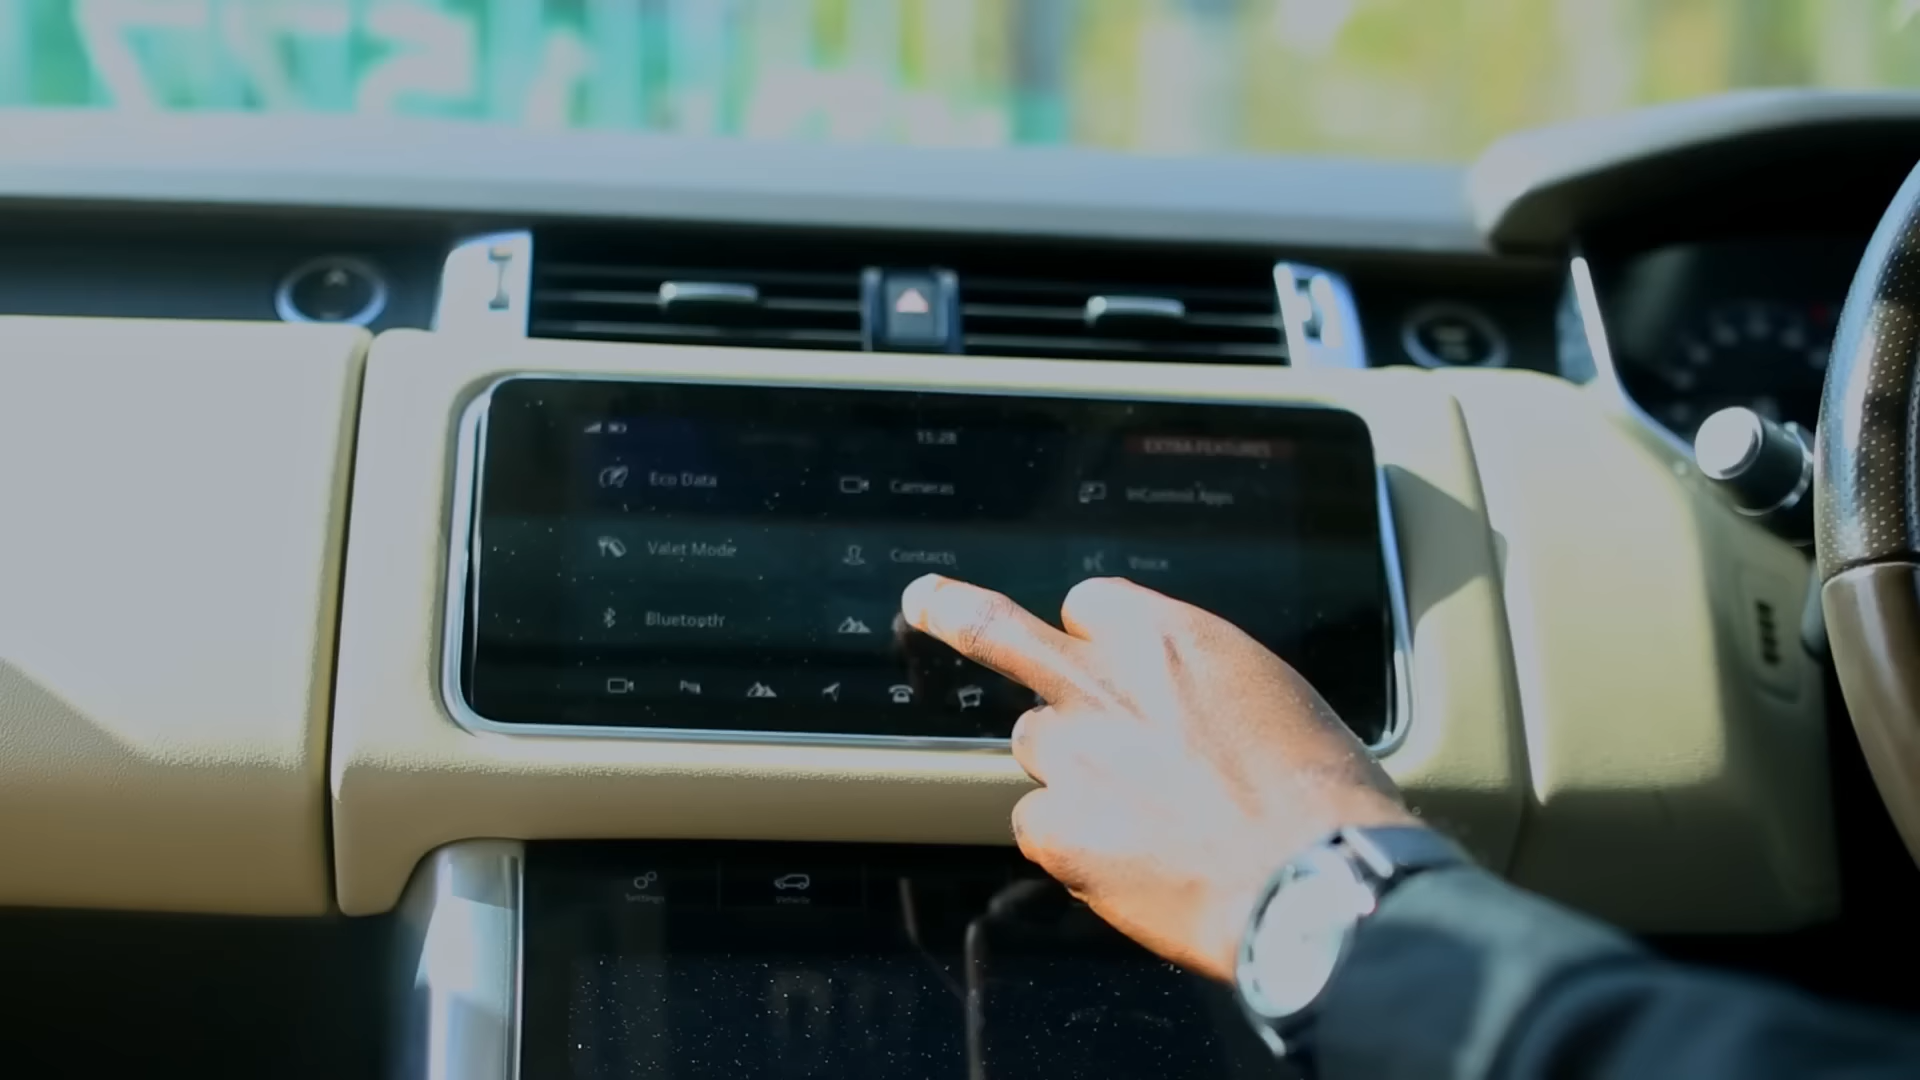 15:28
EXTRA FEATURES
Eco Data
Cameras
InControl Apps
Valet Mode
Contacts
Voice
Bluetooth
Settings
Vehicle